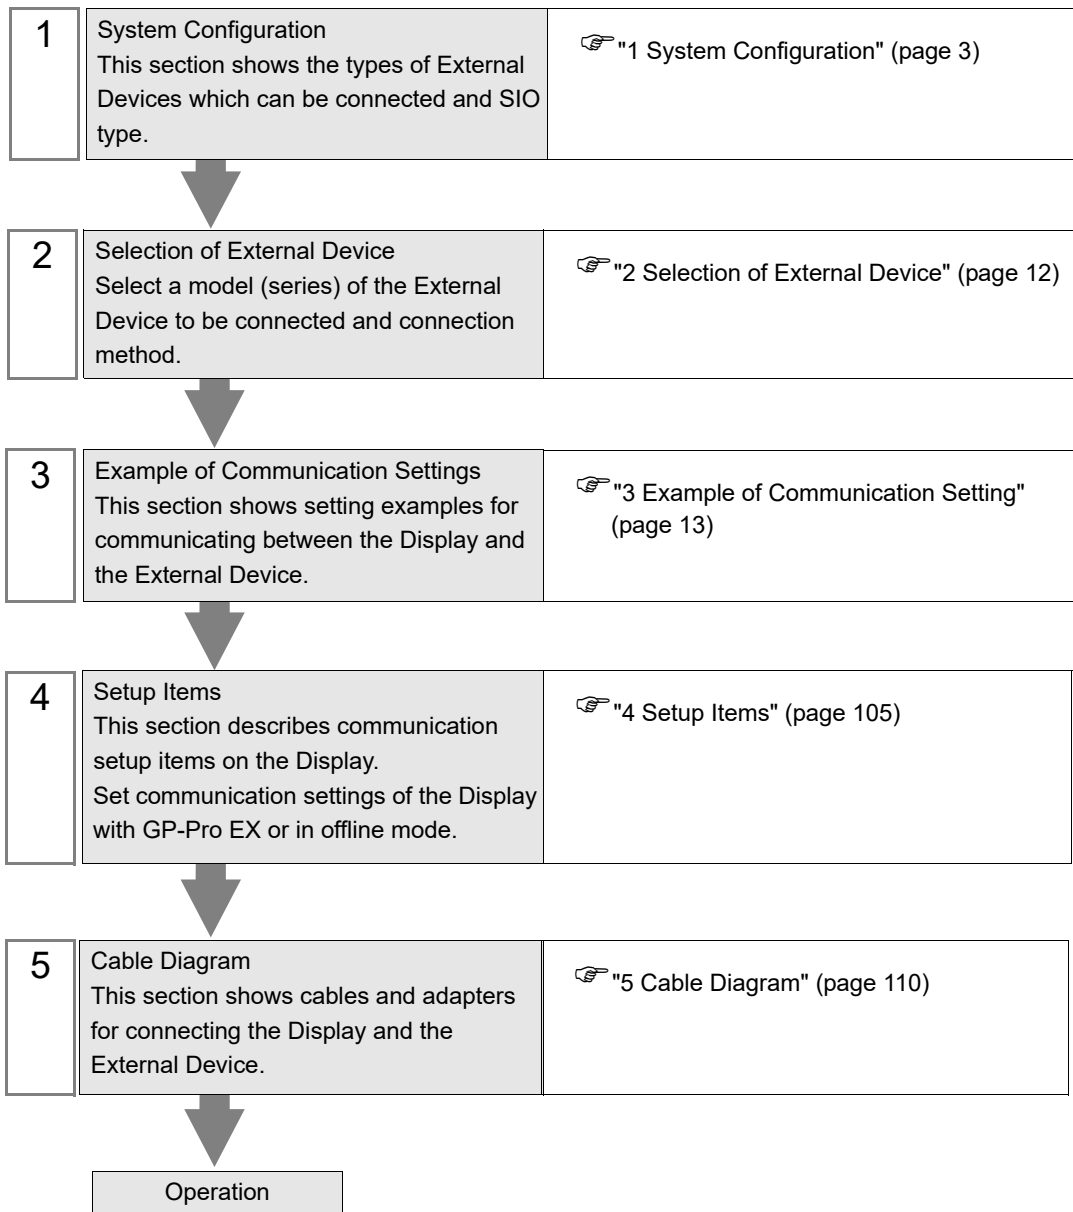 1
System Configuration
This section shows the types of External
Devices which can be connected and SIO
type.
"1 System Configuration" (page 3)
2
Selection of External Device
Select a model (series) of the External
Device to be connected and connection
method.
"2 Selection of External Device" (page 12)
3
Example of Communication Settings
This section shows setting examples for
communicating between the Display and
the External Device.
"3 Example of Communication Setting"
(page 13)
4
Setup Items
This section describes communication
setup items on the Display.
Set communication settings of the Display
with GP-Pro EX or in offline mode.
"4 Setup Items" (page 105)
5
Cable Diagram
This section shows cables and adapters
for connecting the Display and the
External Device.
"5 Cable Diagram" (page 110)
Operation